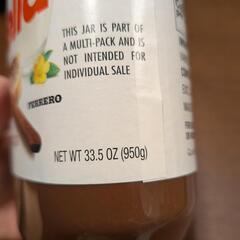 THIS JAR IS PART OF
A MULTI-PACK AND IS
NOT INTENDED FOR
INDIVIDUAL SALE
FERRERO
NET WT 33.5 OZ (950g)